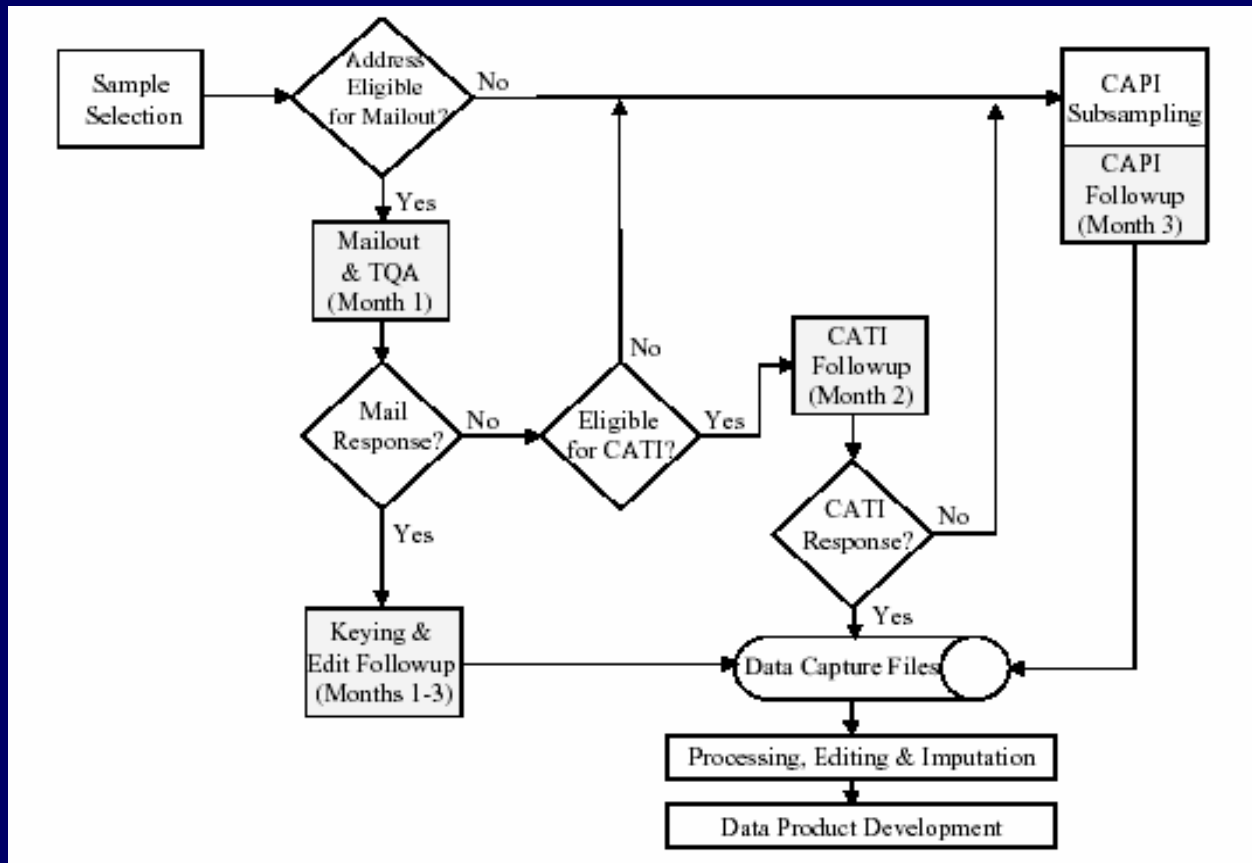 Sample
Selection
Address
Eligible
for Mailout?
No
CAPI
Subsampling
CAPI
Followup
(Month 3)
Yes
Mailout
& TQA
(Month 1)
Mail
Response?
No
Eligible
for CATI?
No
Yes
CATI
Followup
(Month 2)
CATI
Response?
No
Yes
Yes
Keying &
Edit Followup
(Months 1-3)
Data Capture Files
Processing, Editing & Imputation
Data Product Development